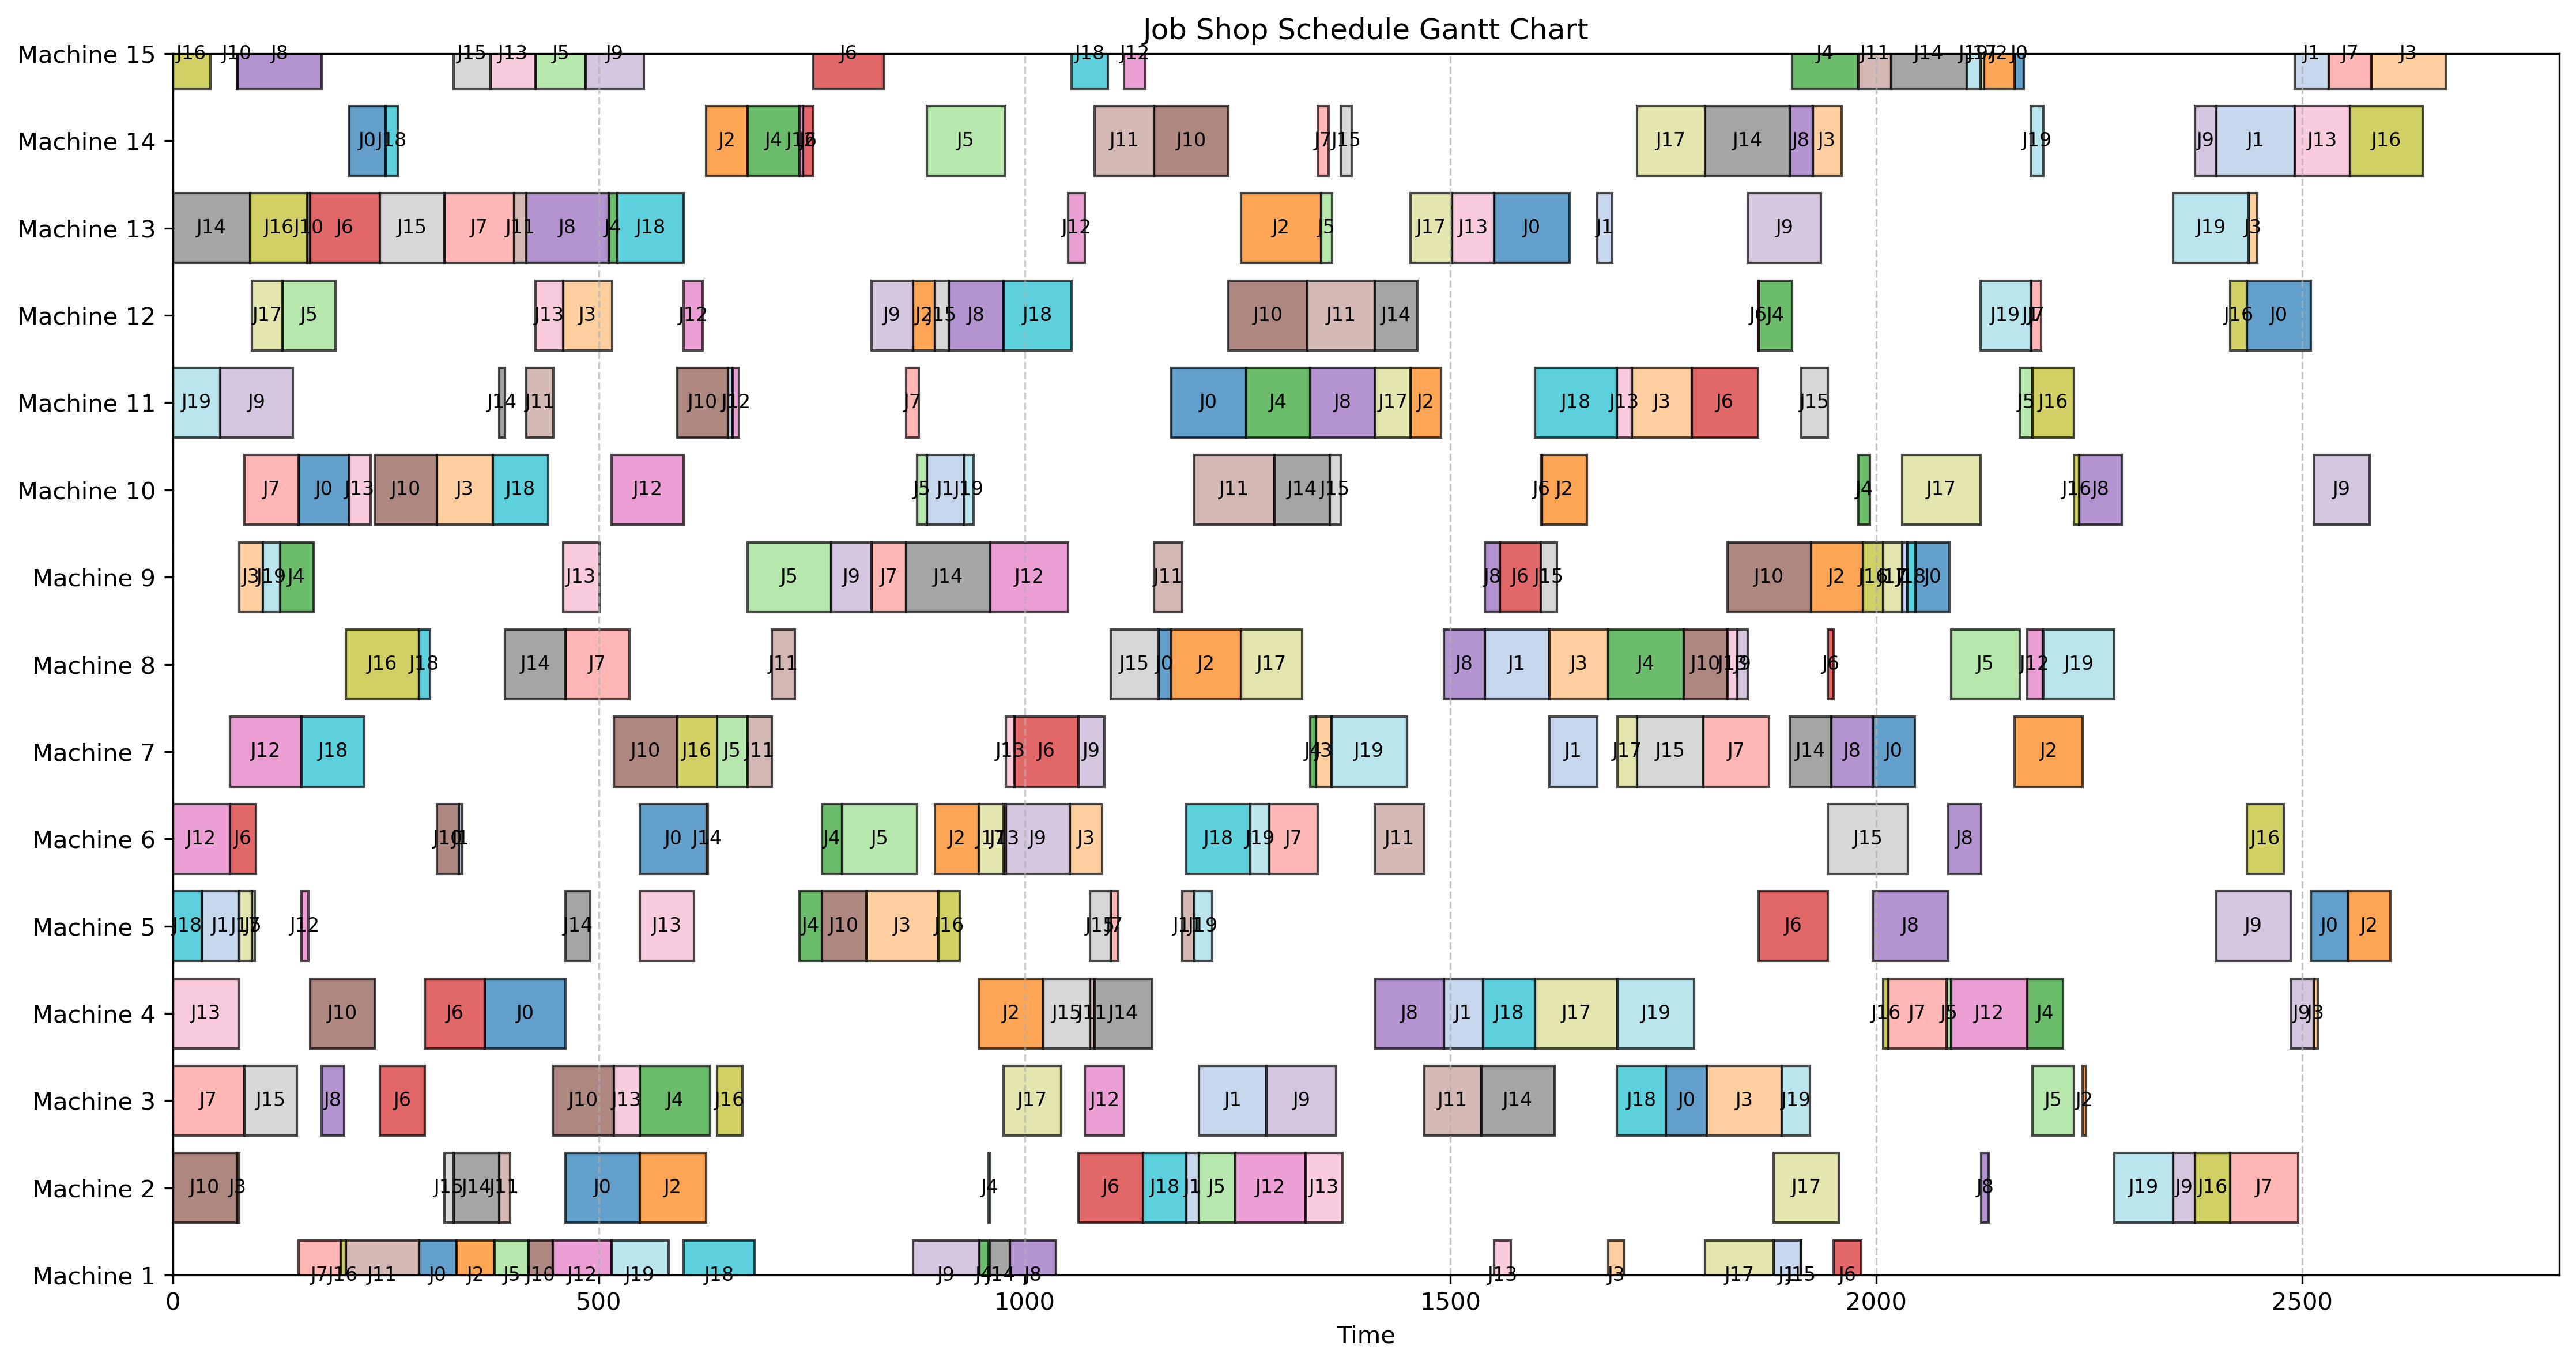 Job Shop Schedule Gantt Chart
Machine 15 J16 J10 J8 J15 J13 J5 J9 J6 J18 J12 J4 J11 J14 J19 J17 J2 J0 J1 J7 J3
Machine 14 J0 J18 J2 J4 J12 J6 J5 J11 J10 J7 J15 J17 J14 J8 J3 J19 J9 J1 J13 J16
Machine 13 J14 J16 J10 J6 J15 J7 J11 J8 J4 J18 J12 J2 J5 J17 J13 J0 J1 J9 J19 J3
Machine 12 J17 J5 J13 J3 J12 J9 J2 J15 J8 J18 J10 J11 J14 J6 J4 J19 J1 J7 J16 J0
Machine 11 J19 J9 J14 J11 J10 J12 J7 J0 J4 J8 J17 J2 J18 J13 J3 J6 J15 J5 J16
Machine 10 J7 J0 J13 J10 J3 J18 J12 J5 J1 J19 J11 J14 J15 J6 J2 J4 J17 J16 J8 J9
Machine 9 J3 J19 J4 J13 J5 J9 J7 J14 J12 J11 J8 J6 J15 J10 J2 J16 J17 J18 J0
Machine 8 J16 J18 J14 J7 J11 J15 J0 J2 J17 J8 J1 J3 J4 J10 J13 J9 J6 J5 J12 J19
Machine 7 J12 J18 J10 J16 J5 J11 J13 J6 J9 J4 J3 J19 J1 J17 J15 J7 J14 J8 J0 J2
Machine 6 J12 J6 J10 J1 J0 J14 J4 J5 J2 J17 J13 J9 J3 J18 J19 J7 J11 J15 J8 J16
Machine 5 J18 J1 J17 J5 J12 J14 J13 J4 J10 J3 J16 J15 J7 J11 J19 J6 J8 J9 J0 J2
Machine 4 J13 J10 J6 J0 J2 J15 J11 J14 J8 J1 J18 J17 J19 J16 J7 J5 J12 J4 J9 J3
Machine 3 J7 J15 J8 J6 J10 J13 J4 J16 J17 J12 J1 J9 J11 J14 J18 J0 J3 J19 J5 J2
Machine 2 J10 J3 J15 J14 J11 J0 J2 J4 J6 J18 J1 J5 J12 J13 J17 J8 J19 J9 J16 J7
Machine 1 J7 J16 J11 J0 J2 J5 J10 J12 J19 J18 J9 J4 J14 J8 J13 J3 J17 J1 J15 J6
0 500 1000 1500 2000 2500
Time